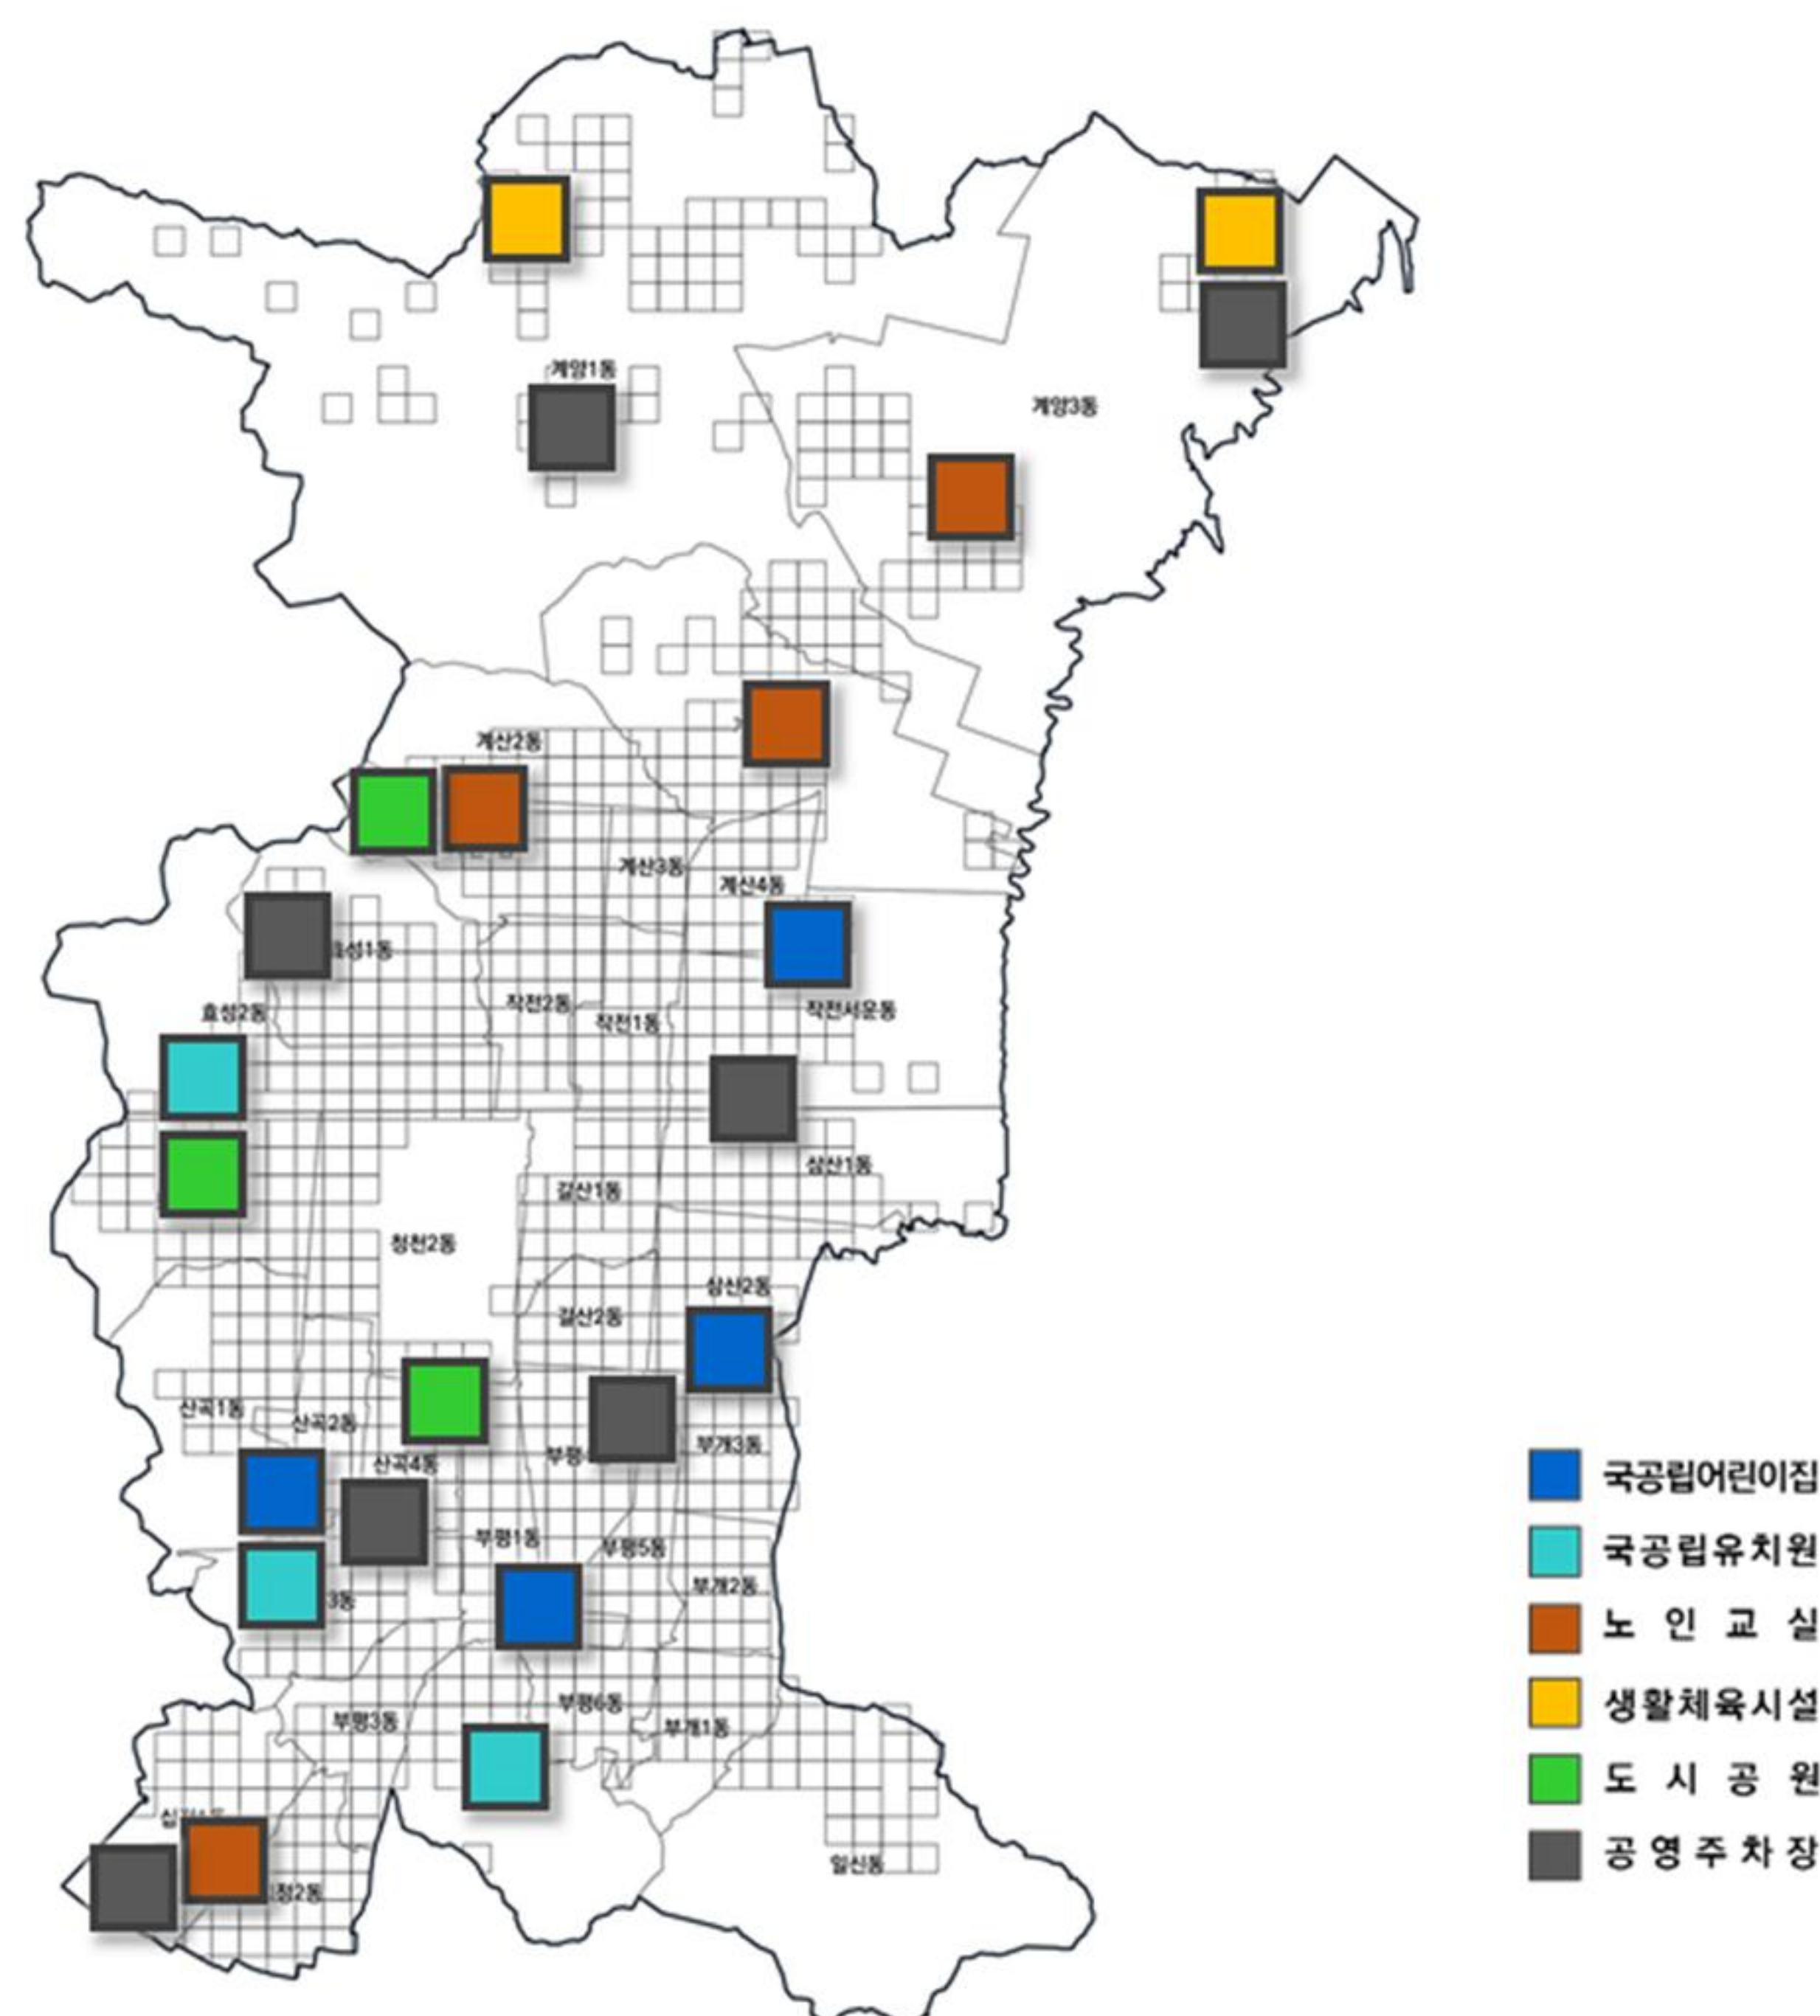 계양1동
계양3동
계산2동
계산3동
계산4동
효성1동
효성2동
작전2동
작전1동
작전서운동
삼산1동
갈산1동
청천2동
삼산2동
갈산2동
산곡1동
산곡2동
부개3동
산곡4동
부평1동
부평5동
부개2동
3동
부평6동
부평3동
부개1동
일신동
정2동
국공립어린이집
국공립유치원
노 인 교 실
생활체육시설
도 시 공 원
공영주차장